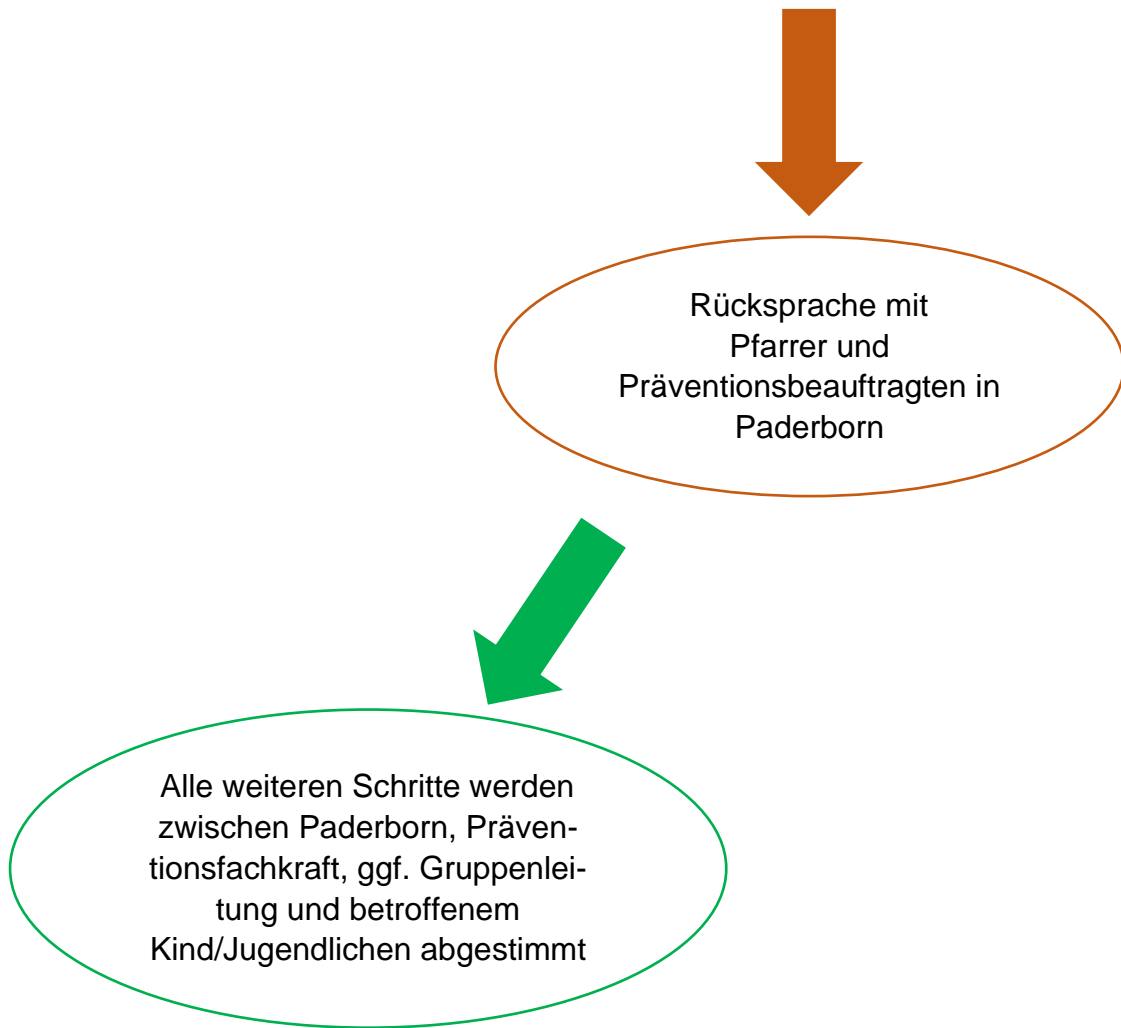 Rücksprache mit
Pfarrer und
Präventionsbeauftragten in
Paderborn
Alle weiteren Schritte werden
zwischen Paderborn, Präven-
tionsfachkraft, ggf. Gruppenlei-
tung und betroffenem
Kind/Jugendlichen abgestimmt